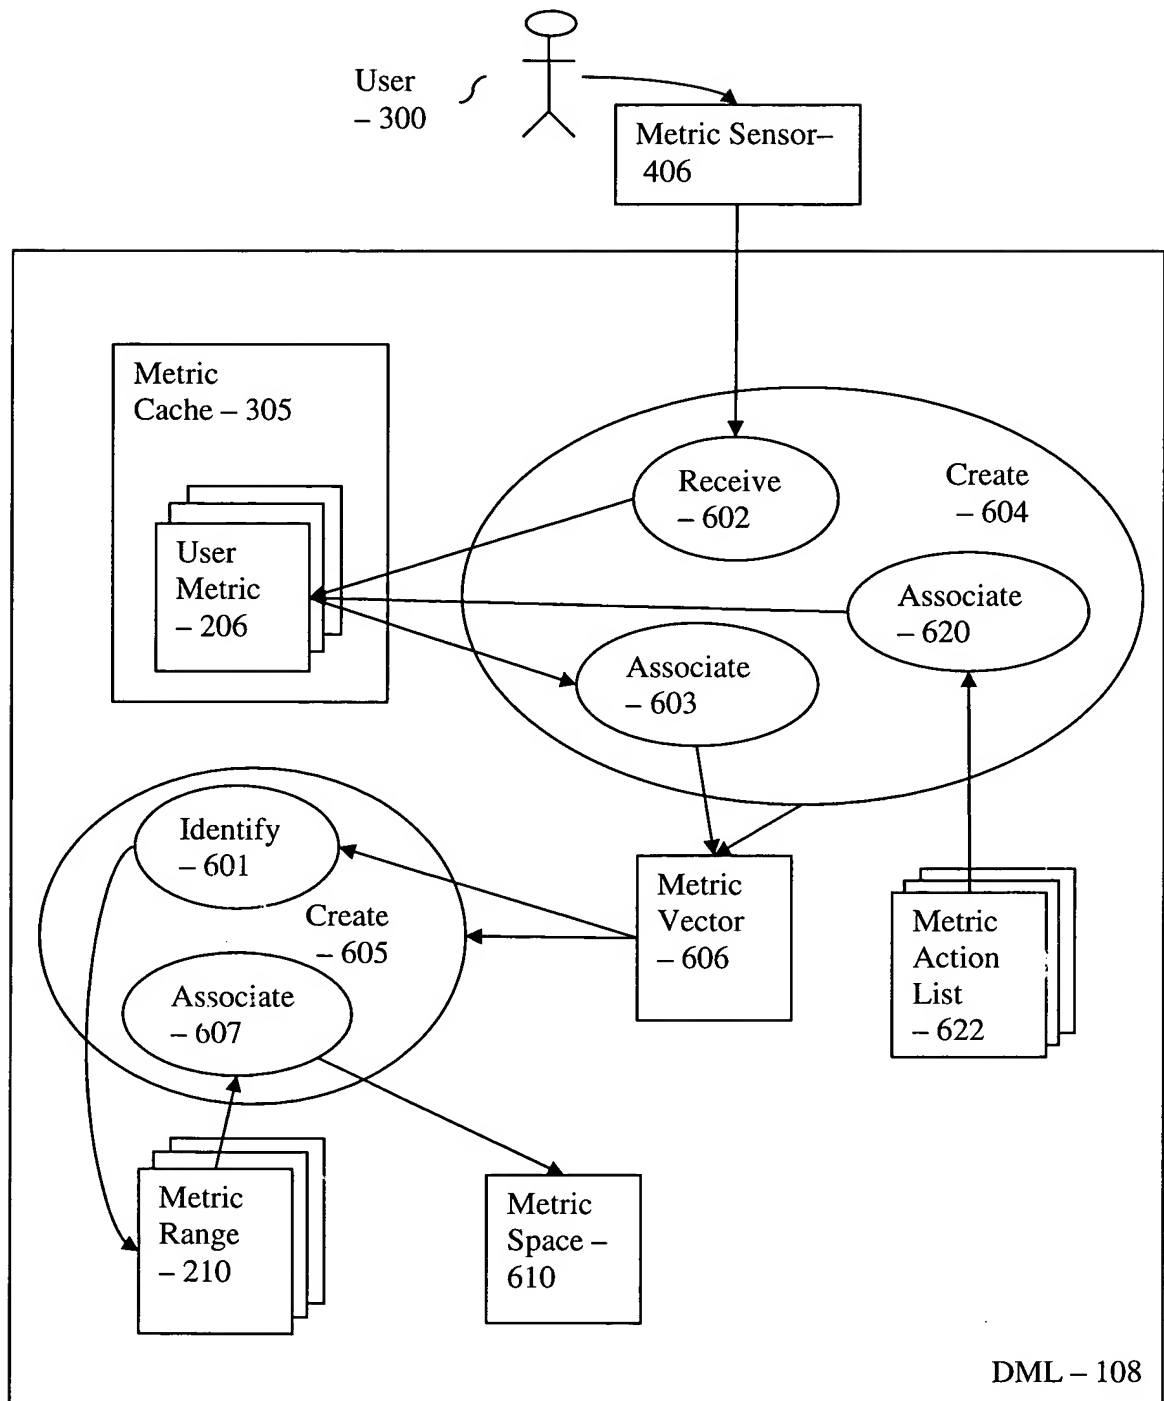 User
– 300
Metric Sensor–
406
Metric
Cache – 305
Receive
– 602
Create
– 604
User
Metric
– 206
Associate
– 620
Associate
– 603
Identify
– 601
Create
– 605
Metric
Vector
– 606
Metric
Action
List
– 622
Associate
– 607
Metric
Range
– 210
Metric
Space –
610
DML – 108